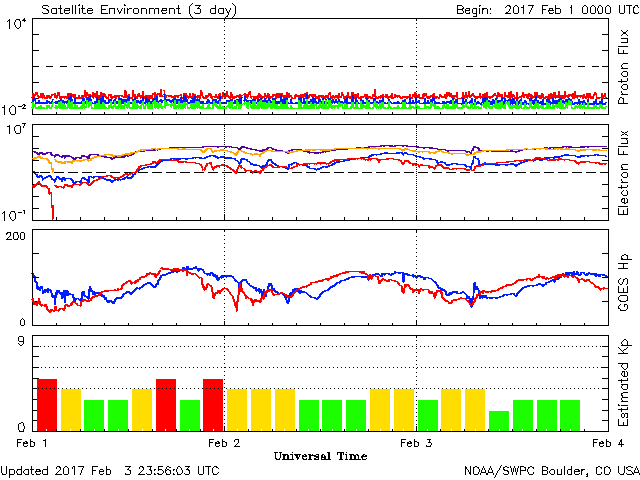 Satellite Environment (3 day) Begin: 2017 Feb 1 0000 UTC
10^4
10^-2
Proton Flux
10^7
10^-1
Electron Flux
200
0
GOES Hp
9
0
Estimated Kp
Feb 1 Feb 2 Feb 3 Feb 4
Universal Time
Updated 2017 Feb 3 23:56:03 UTC NOAA/SWPC Boulder, CO USA